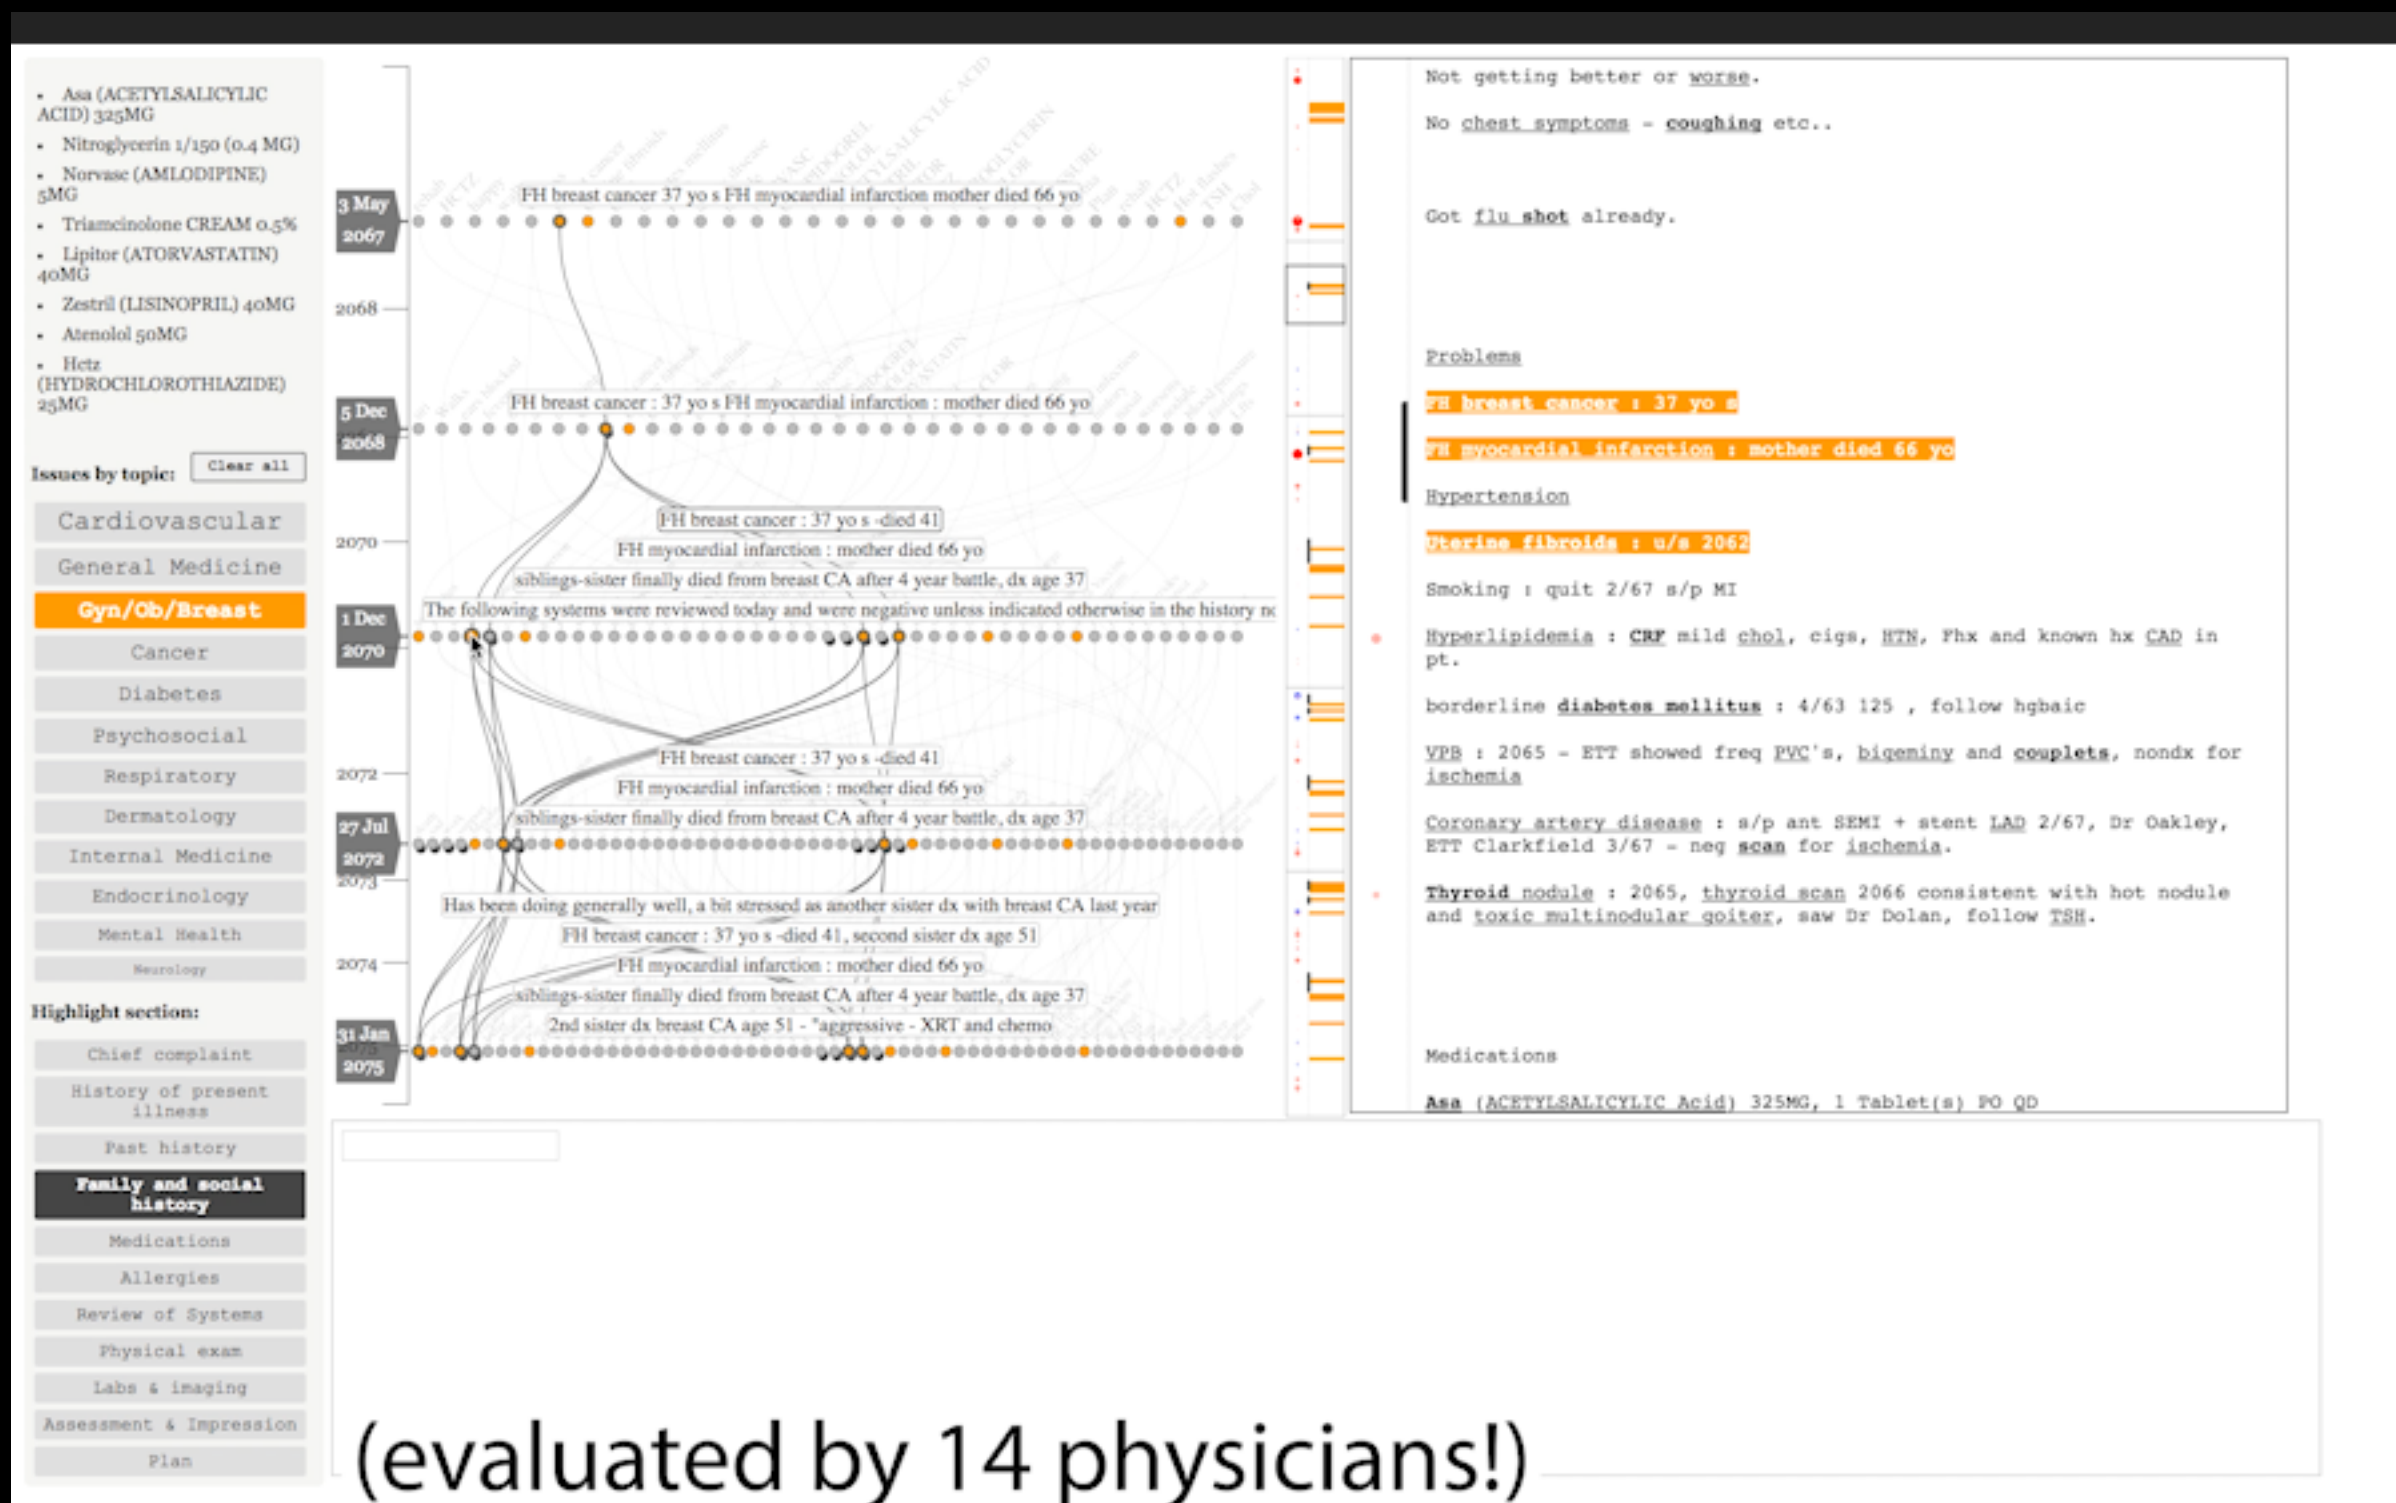 • Asa (ACETYLSALICYLIC
ACID) 325MG
• Nitroglycerin 1/150 (0.4 MG)
• Norvasc (AMLODIPINE)
5MG
• Triamcinolone CREAM 0.5%
• Lipitor (ATORVASTATIN)
40MG
• Zestril (LISINOPRIL) 40MG
• Atenolol 50MG
• Hctz
(HYDROCHLOROTHIAZIDE)
25MG
Issues by topic:
Clear all
Cardiovascular
General Medicine
Gyn/Ob/Breast
Cancer
Diabetes
Psychosocial
Respiratory
Dermatology
Internal Medicine
Endocrinology
Mental Health
Neurology
Highlight section:
Chief complaint
History of present
illness
Past history
Family and social
history
Medications
Allergies
Review of Systems
Physical exam
Labs & imaging
Assessment & Impression
Plan
ACETYLSALICYLIC ACID
FH breast cancer 37 yo s FH myocardial infarction mother died 66 yo
3 May
2067
rehab
HCTZ
Hot flashes
TSH
Chol
2068
FH breast cancer : 37 yo s FH myocardial infarction : mother died 66 yo
5 Dec
2068
FH breast cancer : 37 yo s -died 41
2070
FH myocardial infarction : mother died 66 yo
siblings-sister finally died from breast CA after 4 year battle, dx age 37
The following systems were reviewed today and were negative unless indicated otherwise in the history
1 Dec
2070
FH breast cancer : 37 yo s -died 41
2072
FH myocardial infarction : mother died 66 yo
siblings-sister finally died from breast CA after 4 year battle, dx age 37
27 Jul
2072
2073
Has been doing generally well, a bit stressed as another sister dx with breast CA last year
FH breast cancer : 37 yo s -died 41, second sister dx age 51
2074
FH myocardial infarction : mother died 66 yo
siblings-sister finally died from breast CA after 4 year battle, dx age 37
2nd sister dx breast CA age 51 - "aggressive - XRT and chemo
31 Jan
2075
Not getting better or worse.
No chest symptoms - coughing etc..
Got flu shot already.
Problems
FH breast cancer : 37 yo s
FH myocardial infarction : mother died 66 yo
Hypertension
Uterine fibroids : u/s 2062
Smoking : quit 2/67 s/p MI
Hyperlipidemia : CRF mild chol, cigs, HTN, Fhx and known hx CAD in
pt.
borderline diabetes mellitus : 4/63 125 , follow hgbaic
VPB : 2065 - ETT showed freq PVC's, bigeminy and couplets, nondx for
ischemia
Coronary artery disease : s/p ant SEMI + stent LAD 2/67, Dr Oakley,
ETT Clarkfield 3/67 - neg scan for ischemia.
Thyroid nodule : 2065, thyroid scan 2066 consistent with hot nodule
and toxic multinodular goiter, saw Dr Dolan, follow TSH.
Medications
Asa (ACETYLSALICYLIC Acid) 325MG, 1 Tablet(s) PO QD
(evaluated by 14 physicians!)